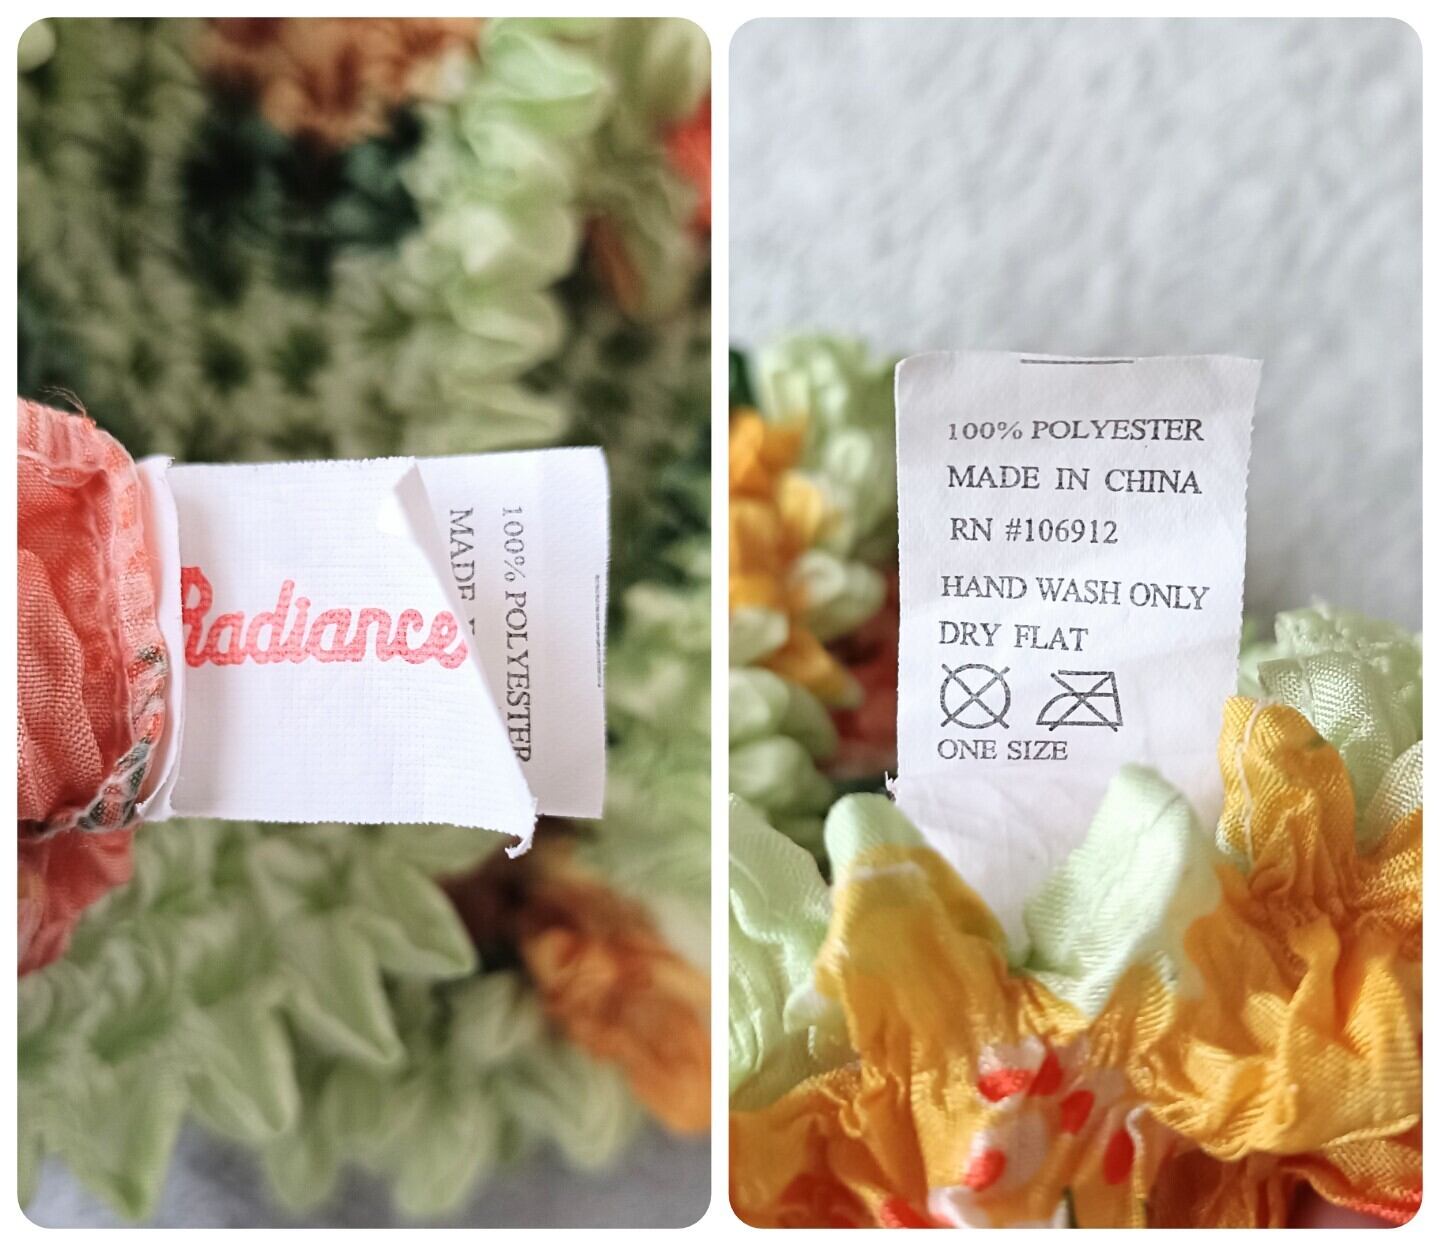 Radiance
100% POLYESTER
MADE
100% POLYESTER
MADE IN CHINA
RN #106912
HAND WASH ONLY
DRY FLAT
ONE SIZE